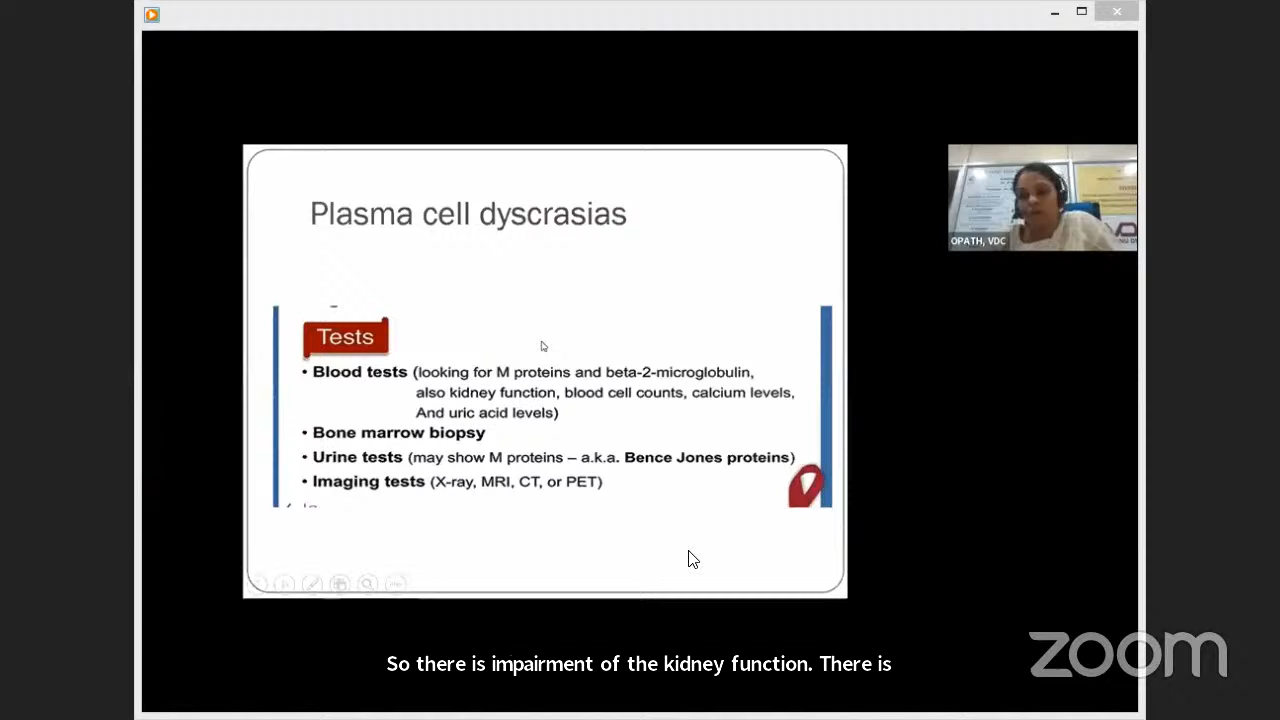 Plasma cell dyscrasias
OPATH, VDC
Tests
• Blood tests (looking for M proteins and beta-2-microglobulin,
also kidney function, blood cell counts, calcium levels,
And uric acid levels)
• Bone marrow biopsy
• Urine tests (may show M proteins – a.k.a. Bence Jones proteins)
• Imaging tests (X-ray, MRI, CT, or PET)
So there is impairment of the kidney function. There is
zoom